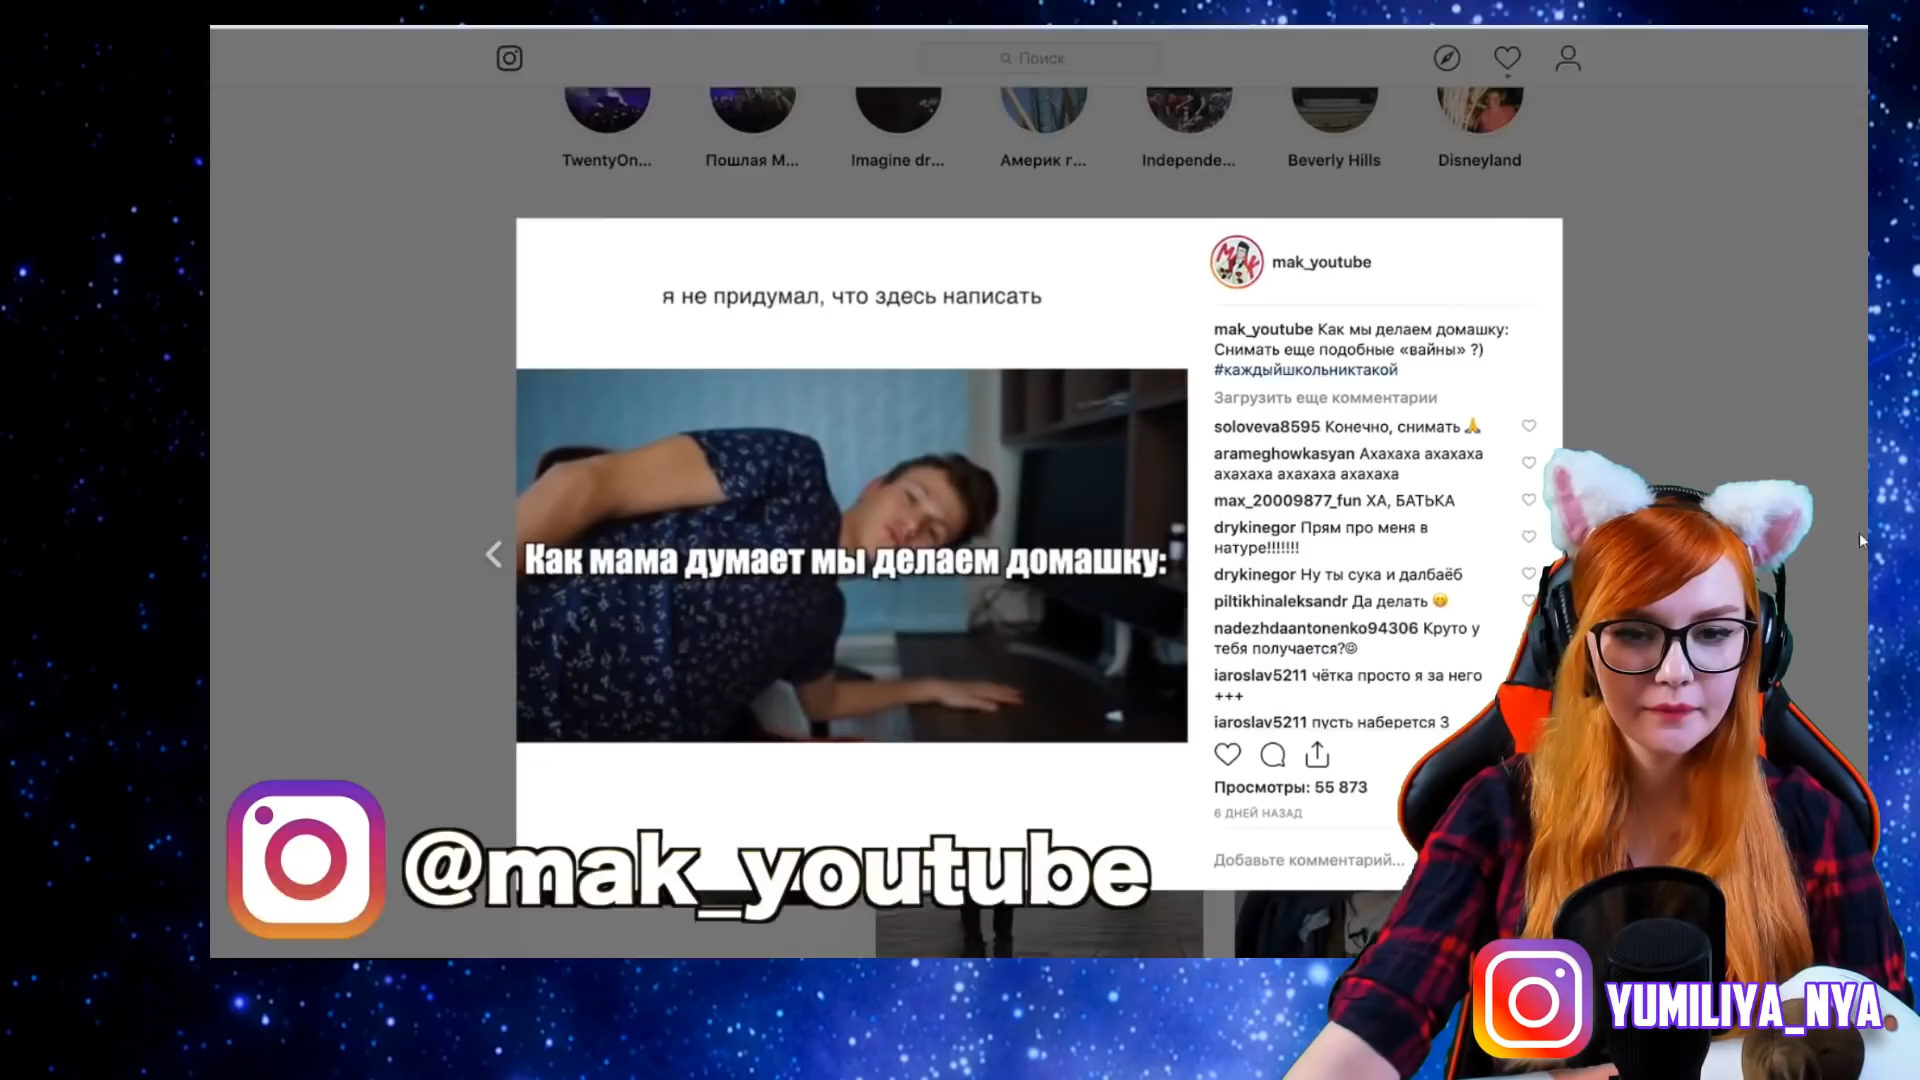 Поиск
TwentyOn...
Пошлая М...
Imagine dr...
Америк г...
Independe...
Beverly Hills
Disneyland
я не придумал, что здесь написать
Как мама думает мы делаем домашку:
mak_youtube
mak_youtube Как мы делаем домашку:
Снимать еще подобные «вайны» ?)
#каждыйшкольниктакой
Загрузить еще комментарии
soloveva8595 Конечно, снимать 🙏
arameghowkasyan Ахахаха ахахаха
ахахаха ахахаха ахахаха
max_20009877_fun ХА, БАТЬКА
drykinegor Прям про меня в
натуре!!!!!!!
drykinegor Ну ты сука и далбаёб
piltikhinaleksandr Да делать 😊
nadezhdaantonenko94306 Круто у
тебя получается?☺
iaroslav5211 чётка просто я за него
+++
iaroslav5211 пусть наберется 3
Просмотры: 55 873
6 ДНЕЙ НАЗАД
Добавьте комментарий...
@mak_youtube
YUMILIYA_NYA